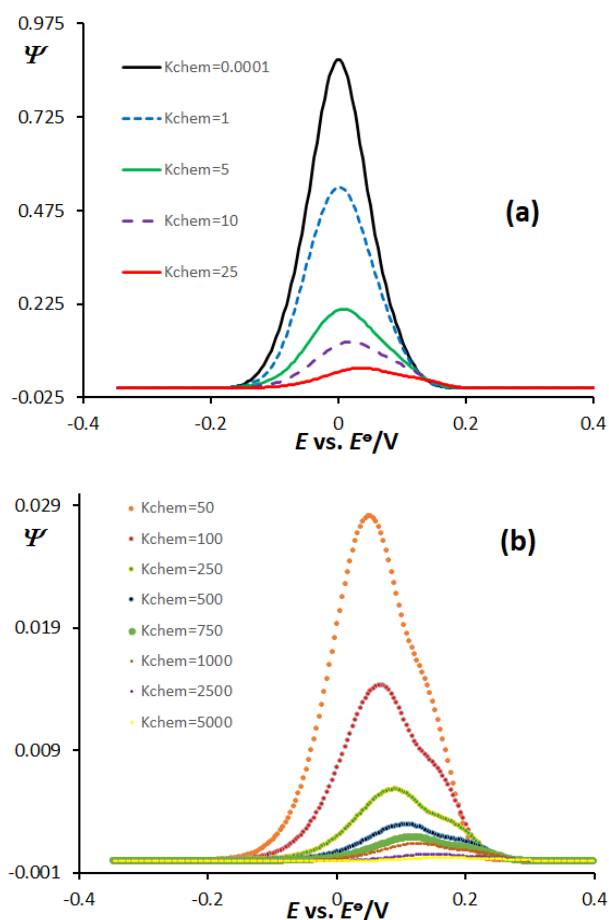 0.975
Ψ
Kchem=0.0001
0.725
Kchem=1
Kchem=5
0.475
(a)
Kchem=10
0.225
Kchem=25
-0.025
-0.4 -0.2 0 0.2 0.4
E vs. E°/V
0.029
Kchem=50
Ψ
(b)
Kchem=100
Kchem=250
Kchem=500
0.019
Kchem=750
Kchem=1000
Kchem=2500
Kchem=5000
0.009
-0.001
-0.4 -0.2 0 0.2 0.4
E vs. E°/V